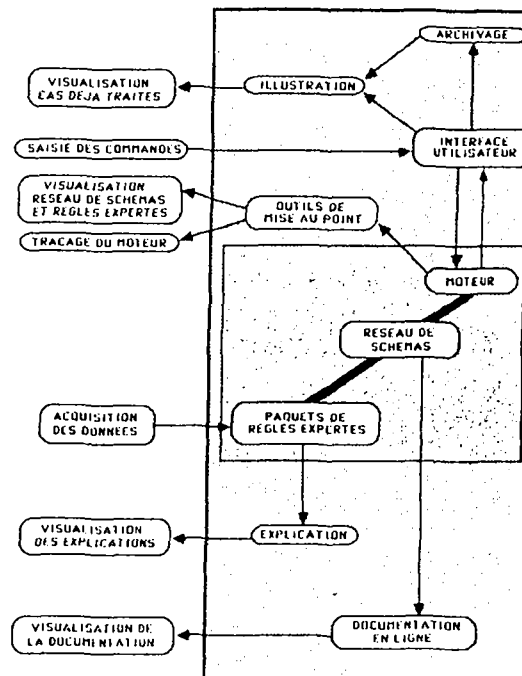 ARCHIVAGE
VISUALISATION
CAS DEJA TRAITES
ILLUSTRATION
SAISIE DES COMMANDES
INTERFACE
UTILISATEUR
VISUALISATION
RESEAU DE SCHEMAS
ET REGLES EXPERTES
OUTILS DE
MISE AU POINT
TRACAGE DU MOTEUR
MOTEUR
RESEAU DE
SCHEMAS
ACQUISITION
DES DONNEES
PAQUETS DE
REGLES EXPERTES
VISUALISATION
DES EXPLICATIONS
EXPLICATION
VISUALISATION DE
LA DOCUMENTATION
DOCUMENTATION
EN LIGNE